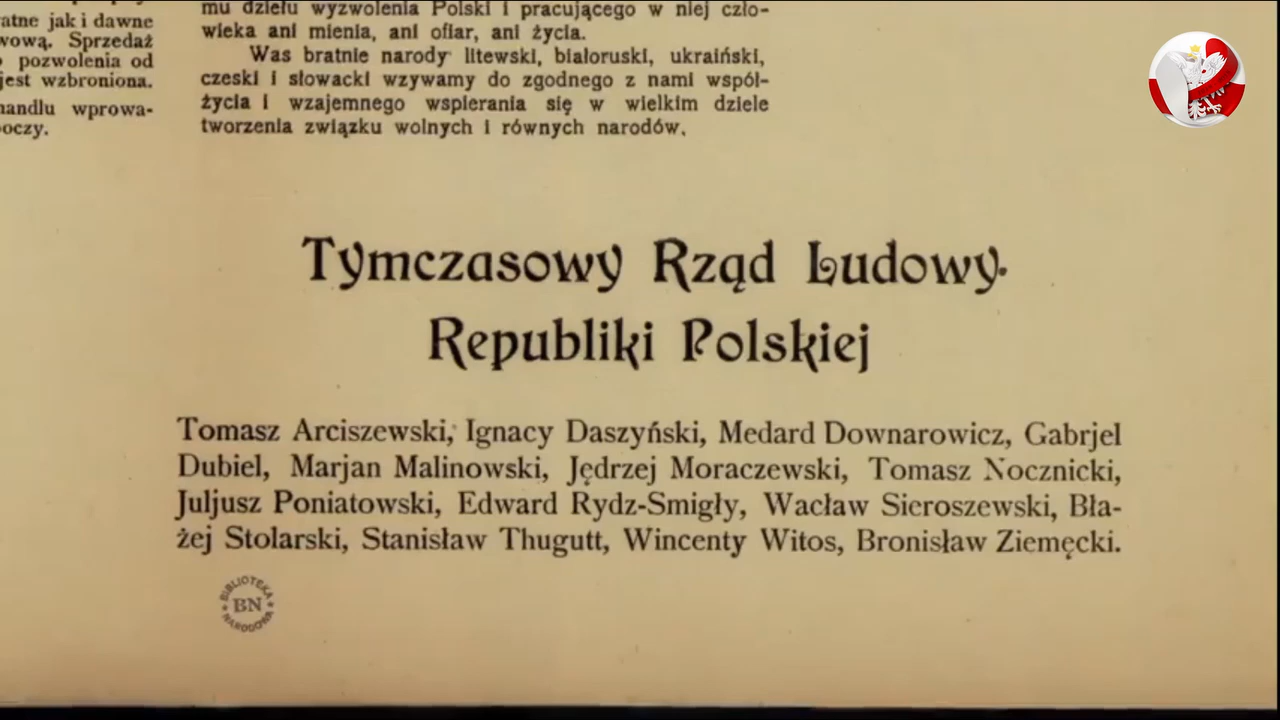 atne jak i dawne
wową. Sprzedaż
pozwolenia od
jest wzbroniona.
handlu wprowa-
oczy.
mu dziełu wyzwolenia Polski i pracującego w niej czło-
wieka ani mienia, ani ofiar, ani życia.
Was bratnie narody litewski, białoruski, ukraiński,
czeski i słowacki wzywamy do zgodnego z nami współ-
życia i wzajemnego wspierania się w wielkim dziele
tworzenia związku wolnych i równych narodów.
Tymczasowy Rząd Ludowy
Republiki Polskiej
Tomasz Arciszewski, Ignacy Daszyński, Medard Downarowicz, Gabrjel
Dubiel, Marjan Malinowski, Jędrzej Moraczewski, Tomasz Nocznicki,
Juljusz Poniatowski, Edward Rydz-Smigły, Wacław Sieroszewski, Bła-
żej Stolarski, Stanisław Thugutt, Wincenty Witos, Bronisław Ziemęcki.
BIBLIOTEKA
BN
NARODOWA